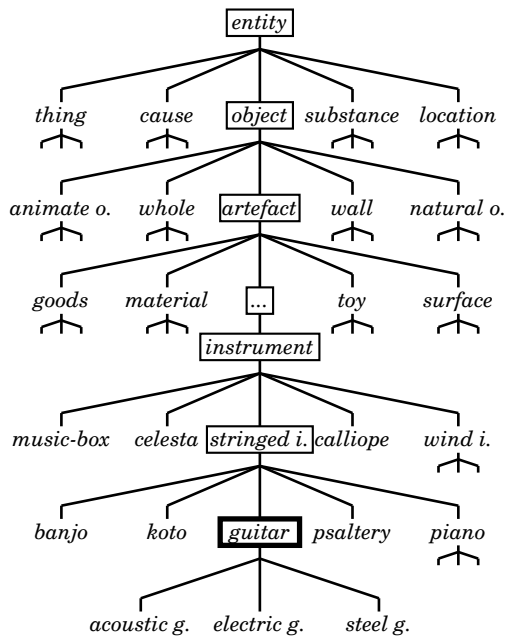 entity
thing cause object substance location
animate o. whole artefact wall natural o.
goods material ... toy surface
instrument
music-box celesta stringed i. calliope wind i.
banjo koto guitar psaltery piano
acoustic g. electric g. steel g.